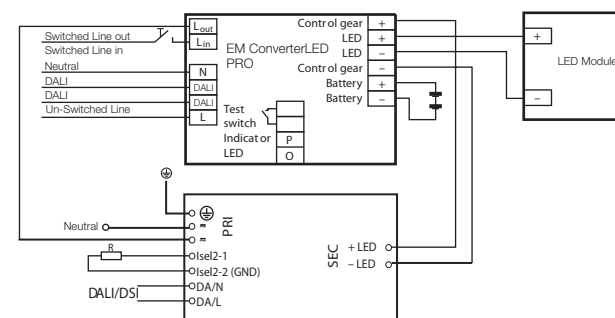 Switched Line out
Switched Line in
Neutral
DALI
DALI
Un-Switched Line
Lout
Lin
N
DALI
DALI
L
EM ConverterLED
PRO
Test
switch
Indicator
LED
P
O
Control gear +
LED +
LED –
Control gear –
Battery +
Battery –
+
–
LED Module
Neutral
R
DALI/DSI
PRI
≈
≈
Isel2-1
Isel2-2 (GND)
DA/N
DA/L
SEC
+ LED
– LED